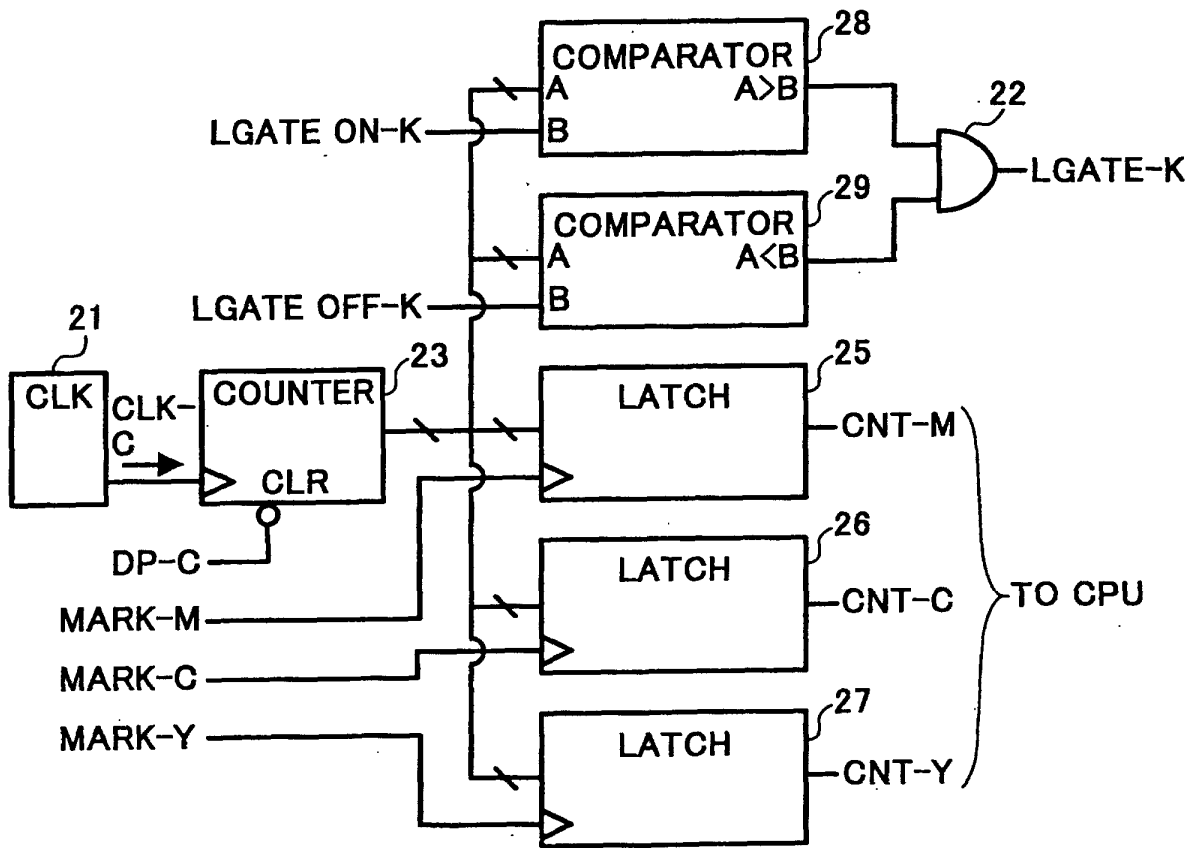 28
COMPARATOR
A A>B
B
LGATE ON-K
22
LGATE-K
29
COMPARATOR
A A<B
B
LGATE OFF-K
21
CLK
CLK-
C
23
COUNTER
CLR
DP-C
25
LATCH
CNT-M
MARK-M
26
LATCH
CNT-C
TO CPU
MARK-C
MARK-Y
27
LATCH
CNT-Y